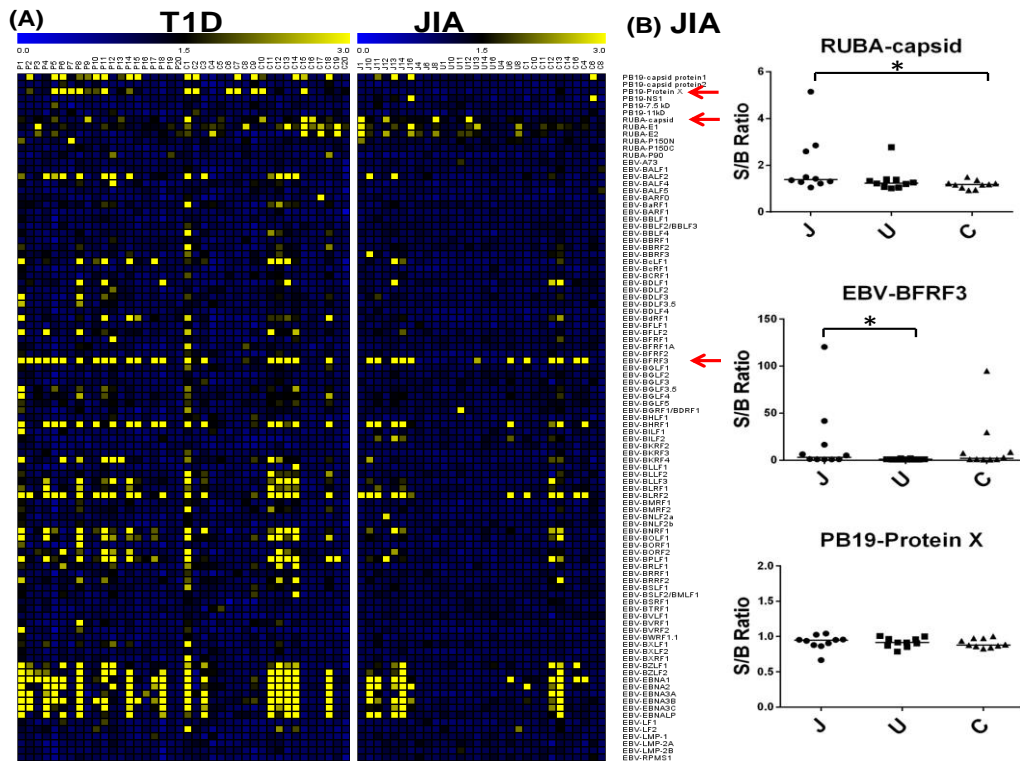 (A) T1D JIA
0.0 1.5 3.0 0.0 1.5 3.0
PB19-capsid protein1
PB19-capsid protein2
PB19-Protein X
PB19-NS1
PB19-7.5 kD
PB19-11kD
RUBA-capsid
RUBA-E1
RUBA-E2
RUBA-P150N
RUBA-P150C
RUBA-P90
EBV-A73
EBV-BALF1
EBV-BALF2
EBV-BALF4
EBV-BALF5
EBV-BARF0
EBV-BaRF1
EBV-BARF1
EBV-BBLF1
EBV-BBLF2/BBLF3
EBV-BBLF4
EBV-BBRF1
EBV-BBRF2
EBV-BBRF3
EBV-BcLF1
EBV-BcRF1
EBV-BCRF1
EBV-BDLF1
EBV-BDLF2
EBV-BDLF3
EBV-BDLF3.5
EBV-BDLF4
EBV-BdRF1
EBV-BFLF1
EBV-BFLF2
EBV-BFRF1
EBV-BFRF1A
EBV-BFRF2
EBV-BFRF3
EBV-BGLF1
EBV-BGLF2
EBV-BGLF3
EBV-BGLF3.5
EBV-BGLF4
EBV-BGLF5
EBV-BGRF1/BDRF1
EBV-BHLF1
EBV-BHRF1
EBV-BILF1
EBV-BILF2
EBV-BKRF2
EBV-BKRF3
EBV-BKRF4
EBV-BLLF1
EBV-BLLF2
EBV-BLLF3
EBV-BLRF1
EBV-BLRF2
EBV-BMRF1
EBV-BMRF2
EBV-BNLF2a
EBV-BNLF2b
EBV-BNRF1
EBV-BOLF1
EBV-BORF1
EBV-BORF2
EBV-BPLF1
EBV-BRLF1
EBV-BRRF1
EBV-BRRF2
EBV-BSLF1
EBV-BSLF2/BMLF1
EBV-BSRF1
EBV-BTRF1
EBV-BVLF1
EBV-BVRF1
EBV-BVRF2
EBV-BWRF1.1
EBV-BXLF1
EBV-BXLF2
EBV-BXRF1
EBV-BZLF1
EBV-BZLF2
EBV-EBNA1
EBV-EBNA2
EBV-EBNA3A
EBV-EBNA3B
EBV-EBNA3C
EBV-EBNALP
EBV-LF1
EBV-LF2
EBV-LMP-1
EBV-LMP-2A
EBV-LMP-2B
EBV-RPMS1
(B) JIA
RUBA-capsid
*
6
4
2
0
S/B Ratio
J U C
EBV-BFRF3
*
150
100
50
0
S/B Ratio
J U C
PB19-Protein X
2.0
1.5
1.0
0.5
0.0
S/B Ratio
J U C